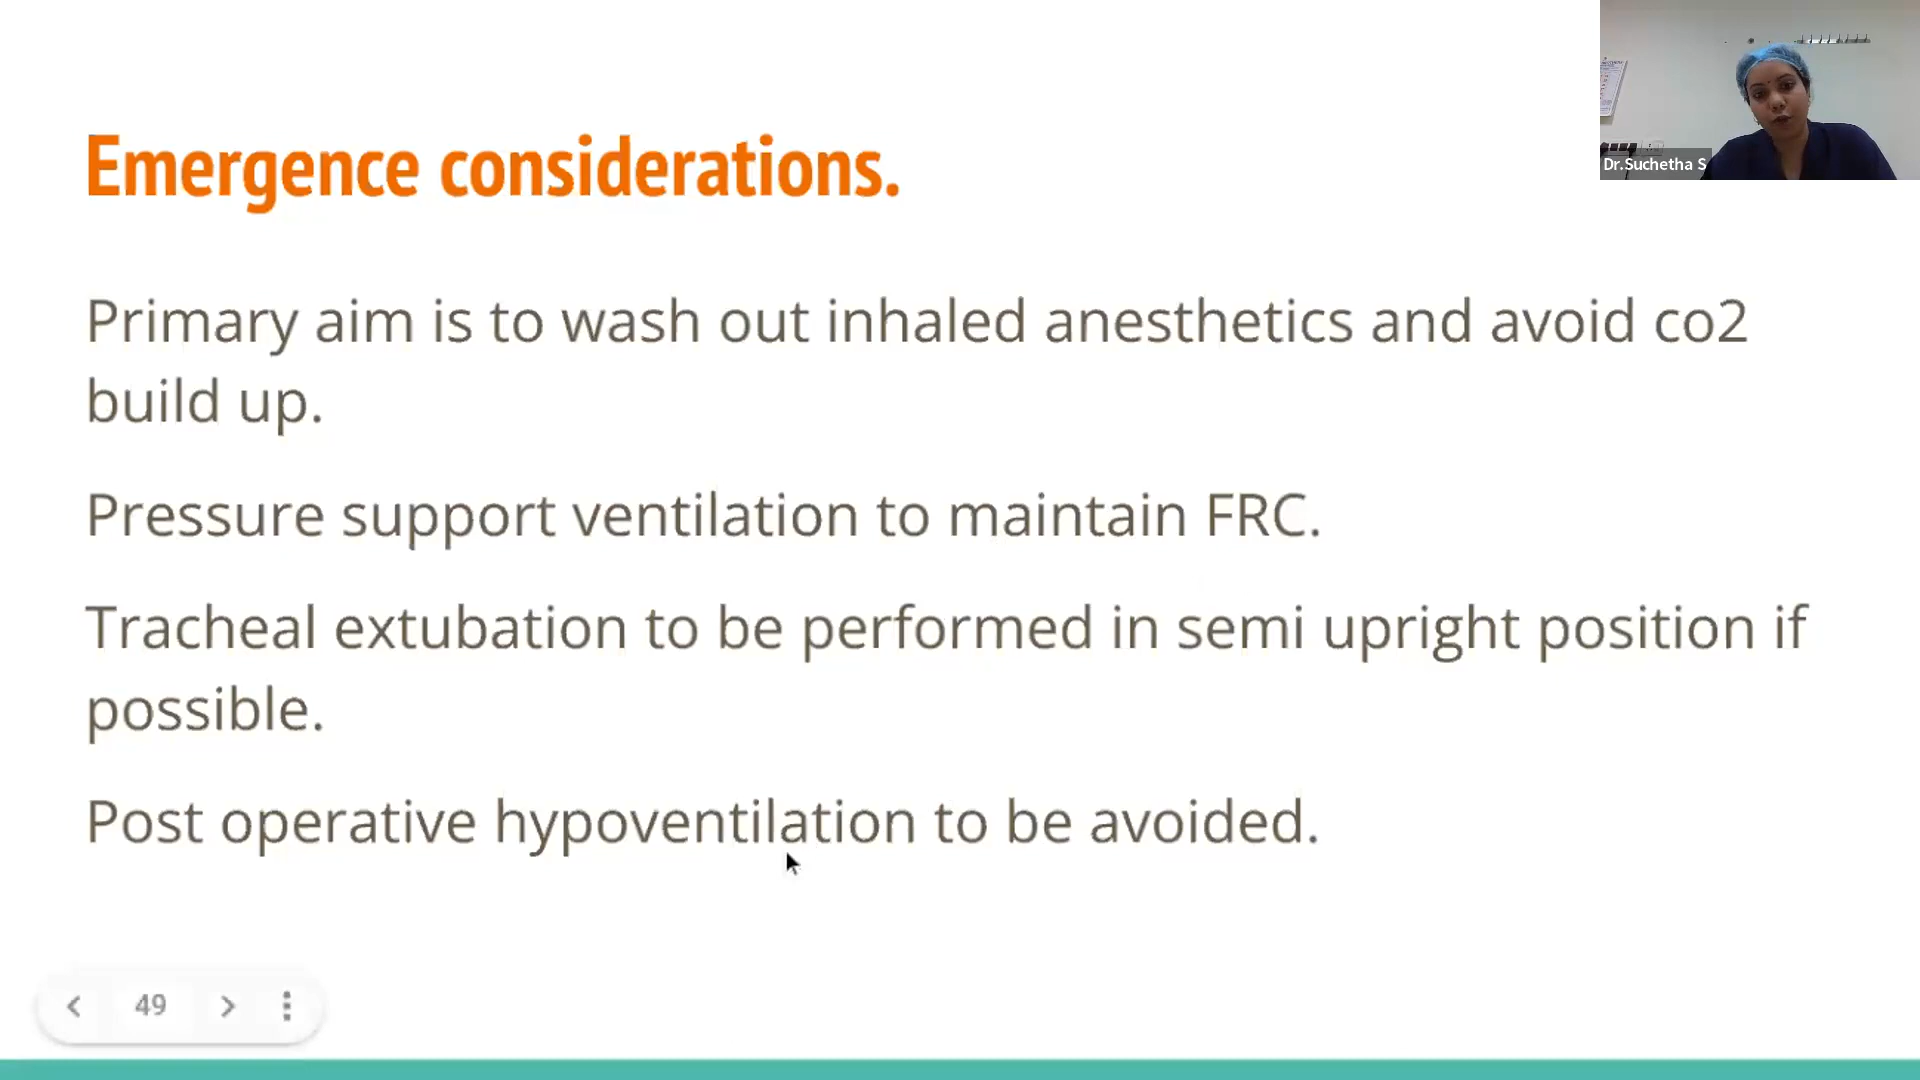 Emergence considerations.
Primary aim is to wash out inhaled anesthetics and avoid co2
build up.
Pressure support ventilation to maintain FRC.
Tracheal extubation to be performed in semi upright position if
possible.
Post operative hypoventilation to be avoided.
Dr.Suchetha S
49